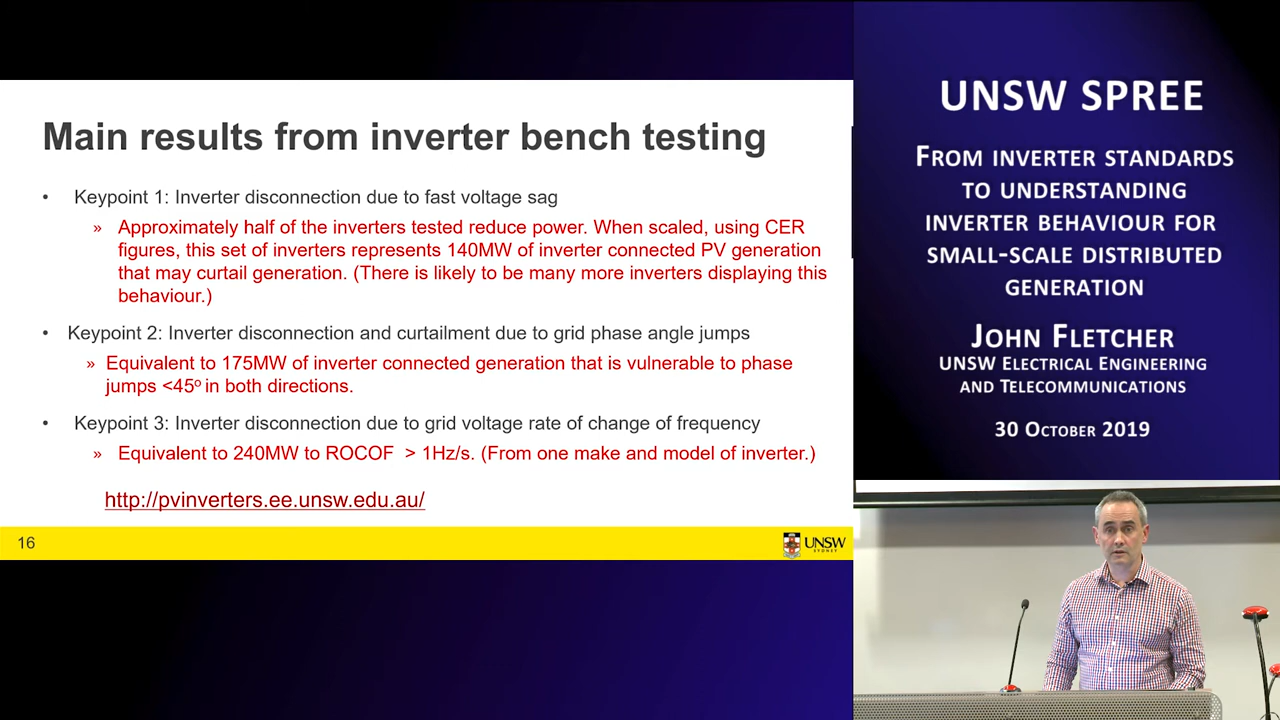 Main results from inverter bench testing
• Keypoint 1: Inverter disconnection due to fast voltage sag
» Approximately half of the inverters tested reduce power. When scaled, using CER
figures, this set of inverters represents 140MW of inverter connected PV generation
that may curtail generation. (There is likely to be many more inverters displaying this
behaviour.)
• Keypoint 2: Inverter disconnection and curtailment due to grid phase angle jumps
» Equivalent to 175MW of inverter connected generation that is vulnerable to phase
jumps <45º in both directions.
• Keypoint 3: Inverter disconnection due to grid voltage rate of change of frequency
» Equivalent to 240MW to ROCOF > 1Hz/s. (From one make and model of inverter.)
http://pvinverters.ee.unsw.edu.au/
16
UNSW
SYDNEY
UNSW SPREE
From inverter standards
to understanding
inverter behaviour for
small-scale distributed
generation
John Fletcher
UNSW Electrical Engineering
and Telecommunications
30 October 2019